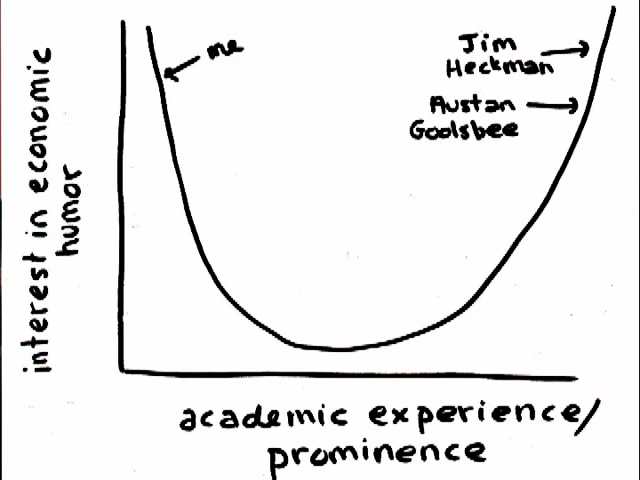 me
Jim
Heckman
Austan
Goolsbee
interest in economic
humor
academic experience/
prominence